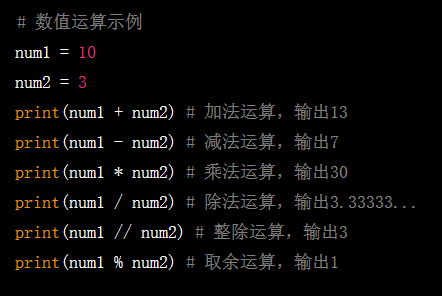 # 数值运算示例
num1 = 10
num2 = 3
print(num1 + num2) # 加法运算，输出13
print(num1 - num2) # 减法运算，输出7
print(num1 * num2) # 乘法运算，输出30
print(num1 / num2) # 除法运算，输出3.33333...
print(num1 // num2) # 整除运算，输出3
print(num1 % num2) # 取余运算，输出1